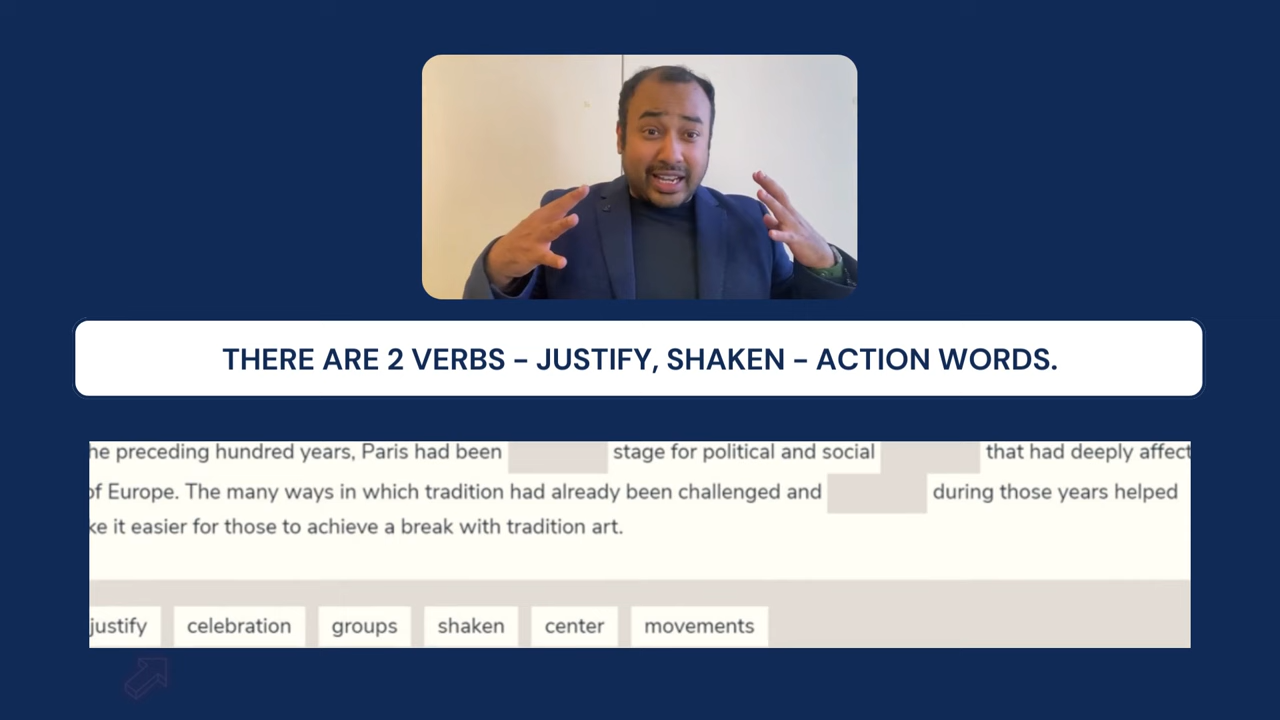 THERE ARE 2 VERBS – JUSTIFY, SHAKEN – ACTION WORDS.
he preceding hundred years, Paris had been stage for political and social that had deeply affect
of Europe. The many ways in which tradition had already been challenged and during those years helped
ke it easier for those to achieve a break with tradition art.
justify celebration groups shaken center movements